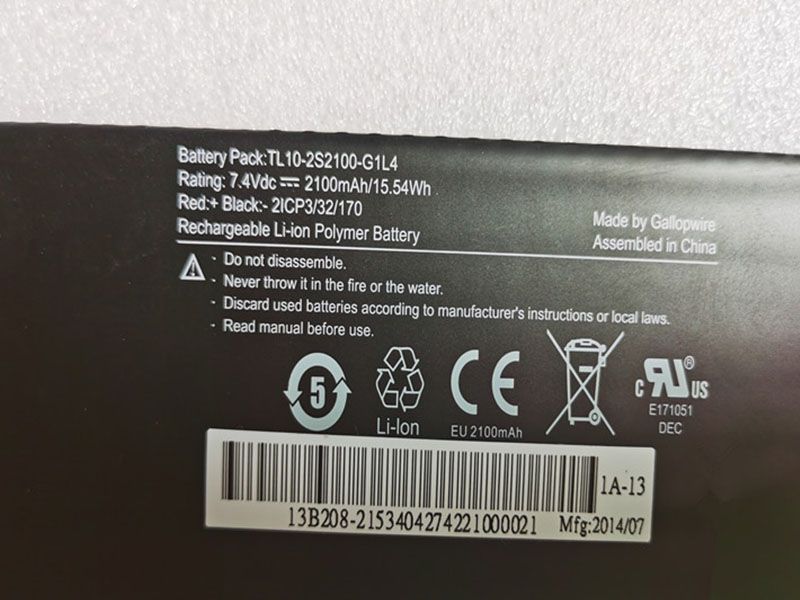 Battery Pack:TL10-2S2100-G1L4
Rating: 7.4Vdc ⎓ 2100mAh/15.54Wh
Red:+ Black:- 2ICP3/32/170
Rechargeable Li-ion Polymer Battery
Made by Gallopwire
Assembled in China
· Do not disassemble.
· Never throw it in the fire or the water.
· Discard used batteries according to manufacturer's instructions or local laws.
· Read manual before use.
5
Li-Ion
CE
EU 2100mAh
c RU ® US
E171051
DEC
1A-13
13B208-2153404274221000021
Mfg:2014/07